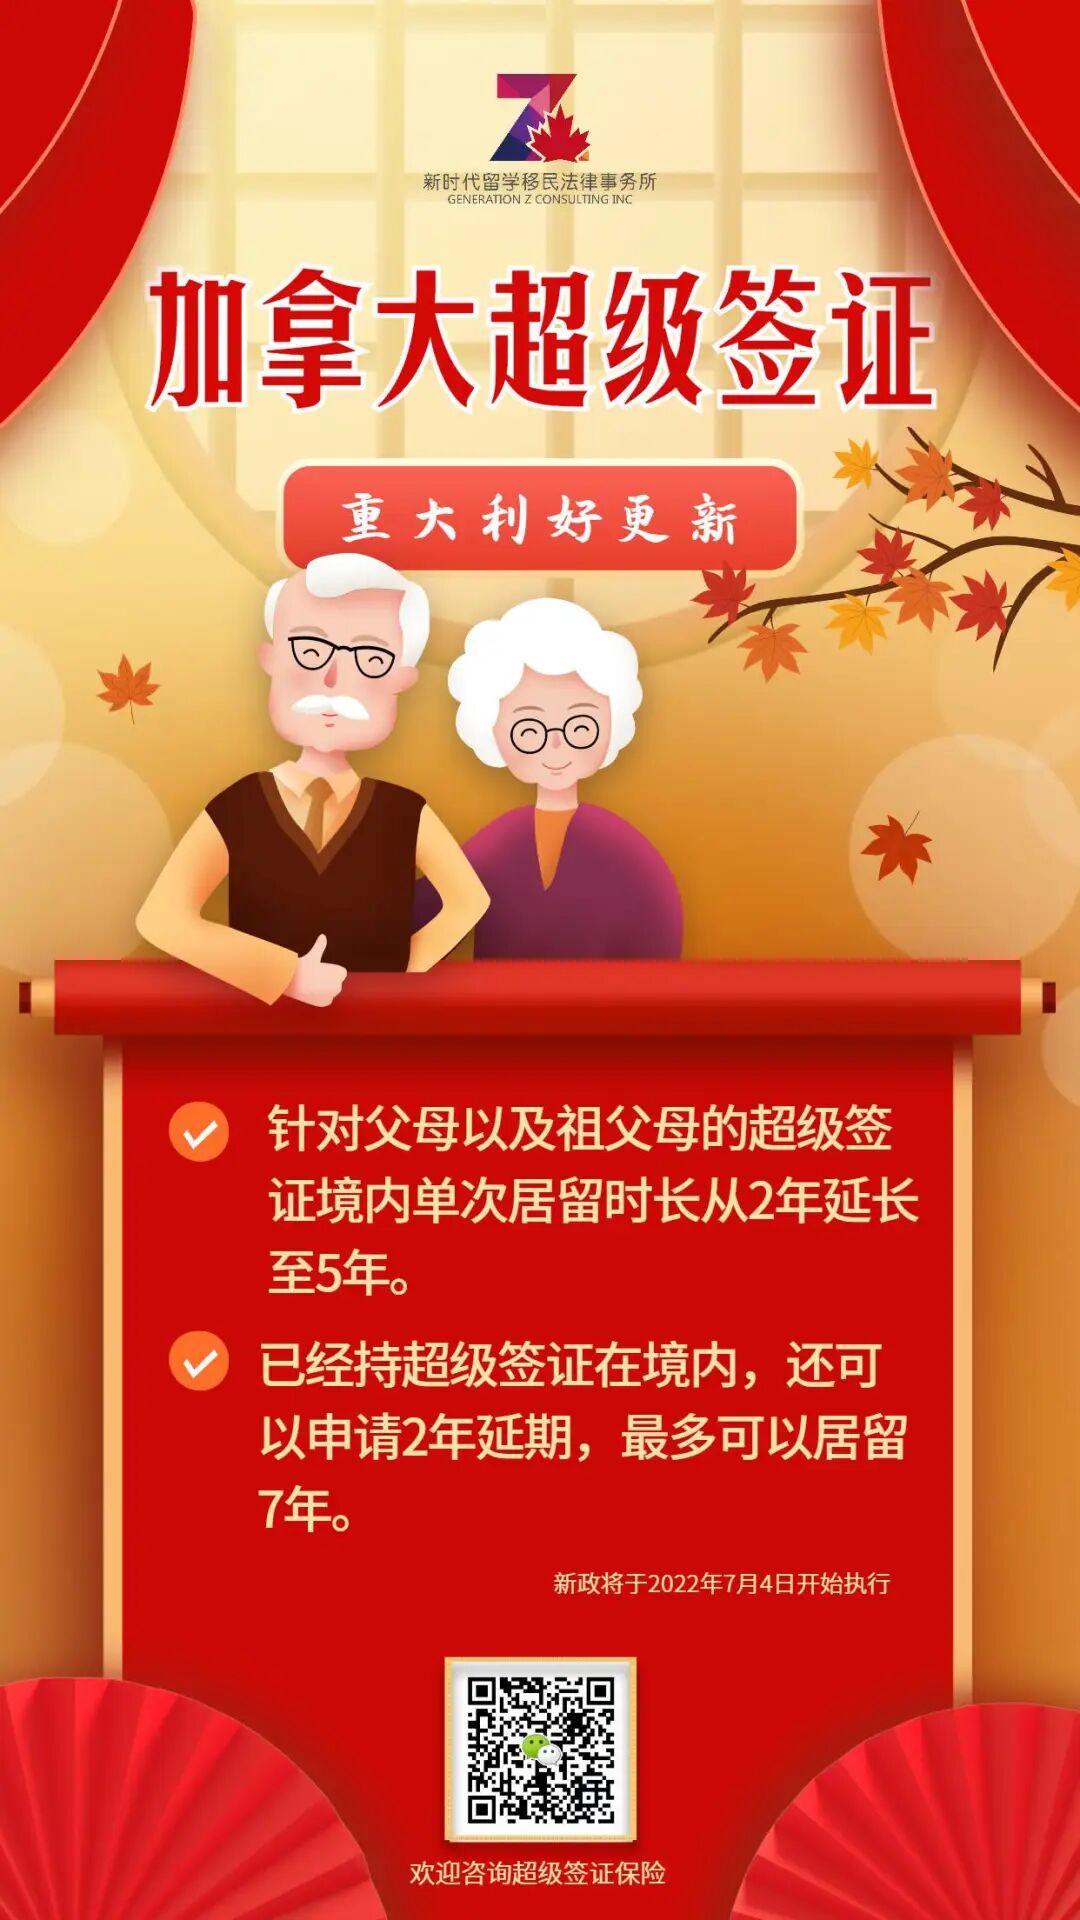 新时代留学移民法律事务所
GENERATION Z CONSULTING INC
加拿大超级签证
重大利好更新
针对父母以及祖父母的超级签
证境内单次居留时长从2年延长
至5年。
已经持超级签证在境内，还可
以申请2年延期，最多可以居留
7年。
新政将于2022年7月4日开始执行
欢迎咨询超级签证保险